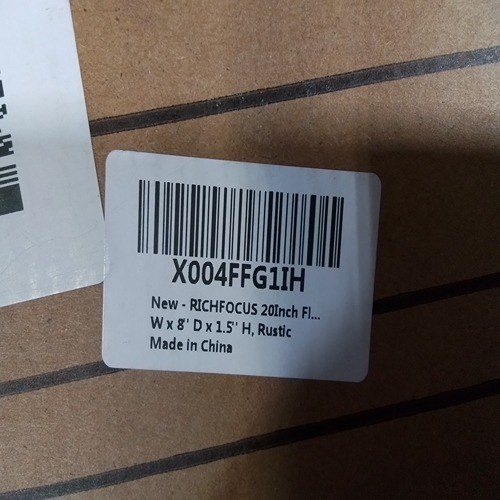 X004FFG1IH
New - RICHFOCUS 20Inch Fl...
W x 8" D x 1.5" H, Rustic
Made in China